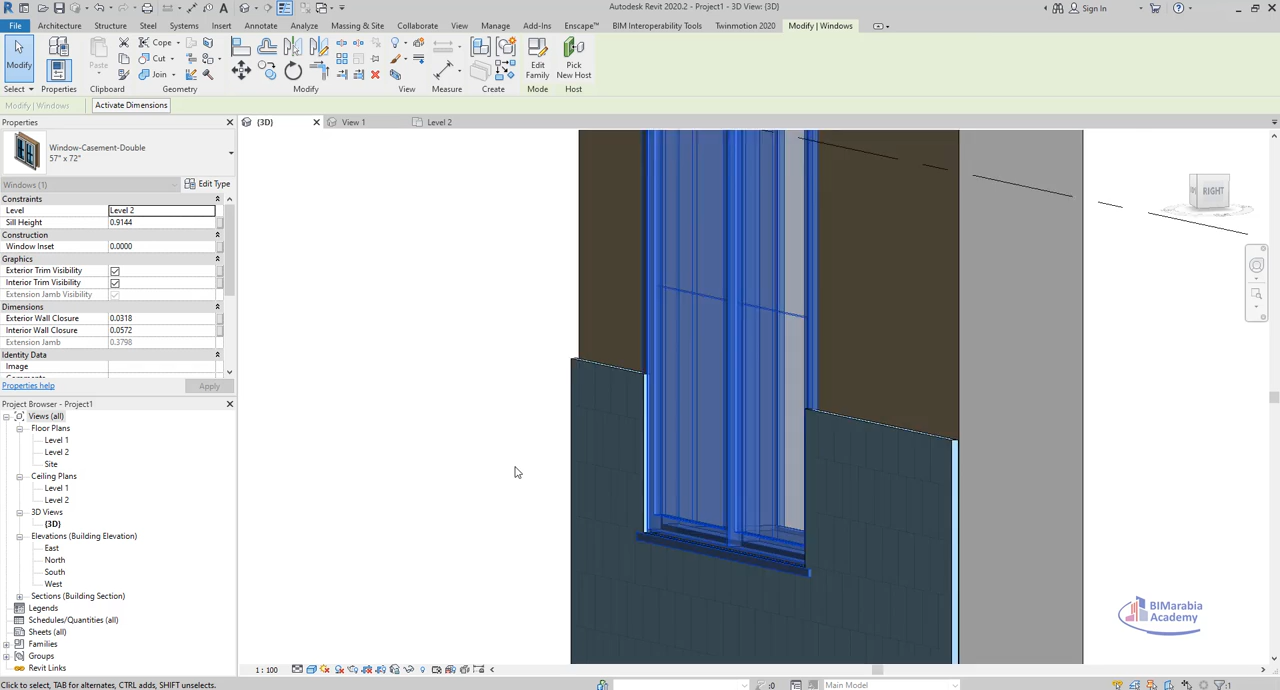 Autodesk Revit 2020.2 - Project1 - 3D View: {3D}
Sign In
File
Architecture
Structure
Steel
Systems
Insert
Annotate
Analyze
Massing & Site
Collaborate
View
Manage
Add-Ins
Enscape™
BIM Interoperability Tools
Twinmotion 2020
Modify | Windows
Modify
Paste
Cope
Cut
Join
Edit Family
Pick New Host
Select
Properties
Clipboard
Geometry
Modify
View
Measure
Create
Mode
Host
Modify | Windows
Activate Dimensions
Properties
{3D}
View 1
Level 2
Window-Casement-Double
57" x 72"
Windows (1)
Edit Type
Constraints
Level Level 2
Sill Height 0.9144
Construction
Window Inset 0.0000
Graphics
Exterior Trim Visibility
Interior Trim Visibility
Extension Jamb Visibility
Dimensions
Exterior Wall Closure 0.0318
Interior Wall Closure 0.0572
Extension Jamb 0.3798
Identity Data
Image
Properties help
Apply
Project Browser - Project1
Views (all)
Floor Plans
Level 1
Level 2
Site
Ceiling Plans
Level 1
Level 2
3D Views
{3D}
Elevations (Building Elevation)
East
North
South
West
Sections (Building Section)
Legends
Schedules/Quantities (all)
Sheets (all)
Families
Groups
Revit Links
RIGHT
BIMarabia
Academy
1 : 100
Click to select, TAB for alternates, CTRL adds, SHIFT unselects.
:0
Main Model
:1